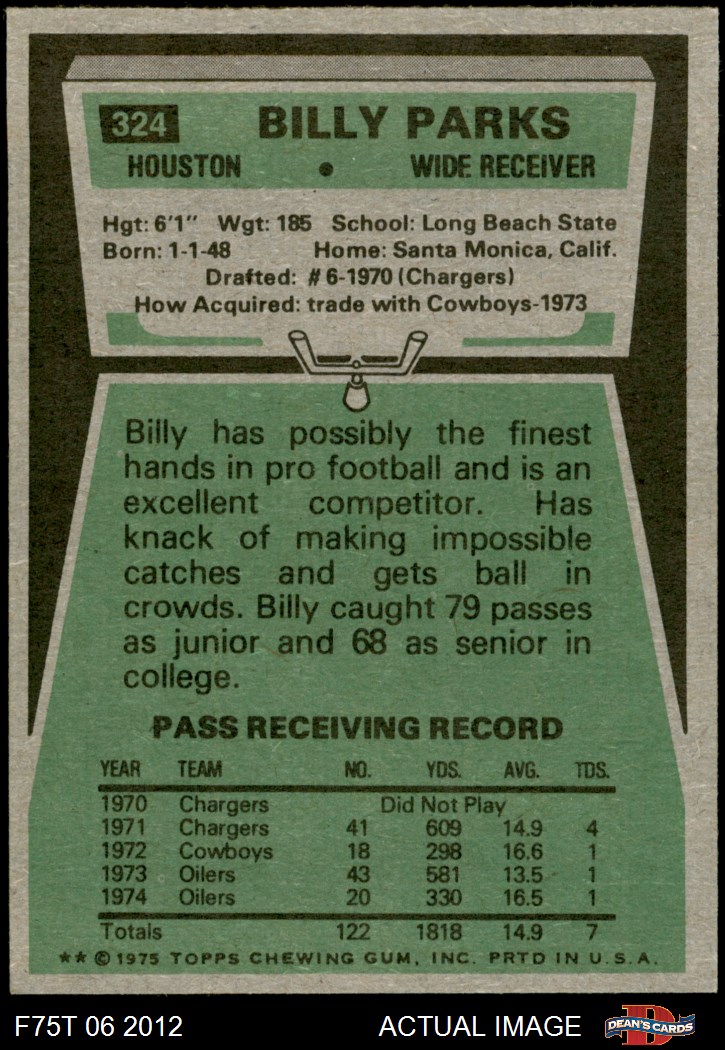 324 BILLY PARKS
HOUSTON • WIDE RECEIVER
Hgt: 6'1" Wgt: 185 School: Long Beach State
Born: 1-1-48 Home: Santa Monica, Calif.
Drafted: #6-1970 (Chargers)
How Acquired: trade with Cowboys-1973
Billy has possibly the finest
hands in pro football and is an
excellent competitor. Has
knack of making impossible
catches and gets ball in
crowds. Billy caught 79 passes
as junior and 68 as senior in
college.
PASS RECEIVING RECORD
YEAR TEAM NO. YDS. AVG. TDS.
1970 Chargers Did Not Play
1971 Chargers 41 609 14.9 4
1972 Cowboys 18 298 16.6 1
1973 Oilers 43 581 13.5 1
1974 Oilers 20 330 16.5 1
Totals 122 1818 14.9 7
** © 1975 TOPPS CHEWING GUM, INC. PRTD IN U.S.A.
F75T 06 2012 ACTUAL IMAGE D DEAN'S CARDS